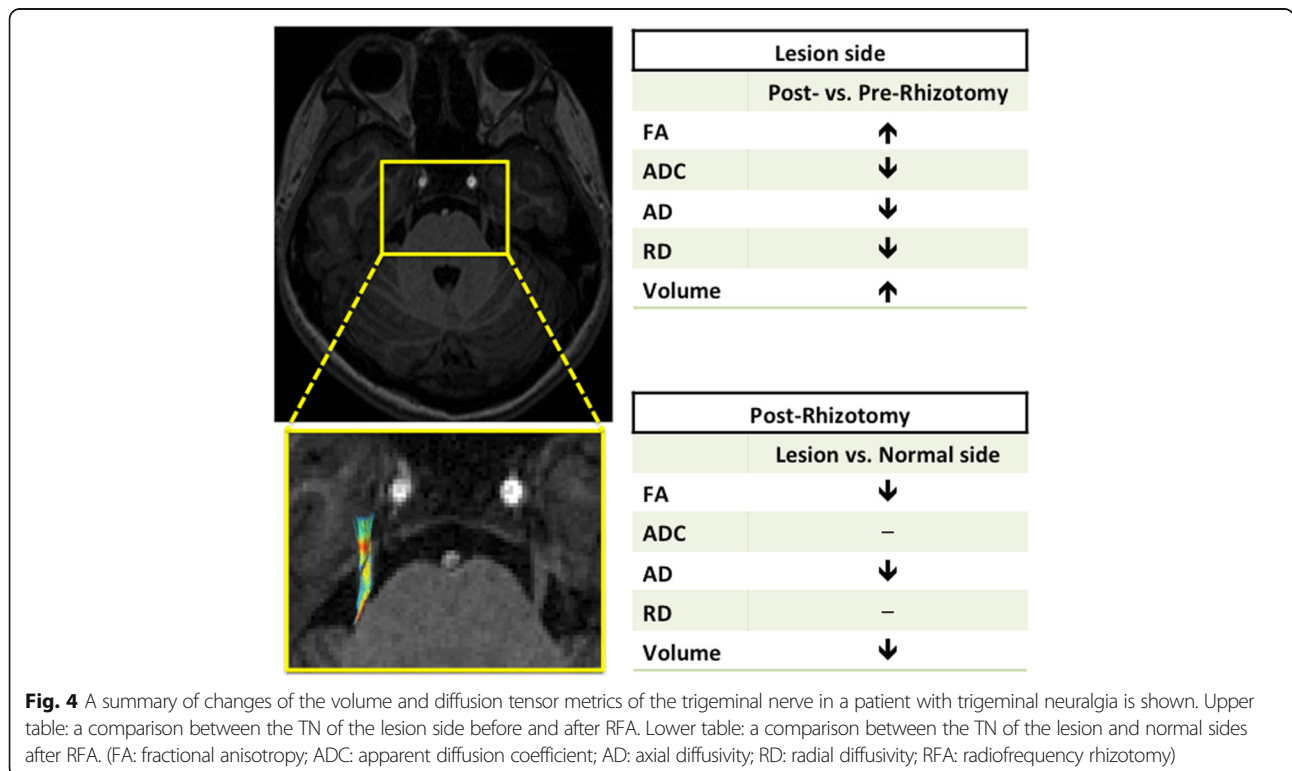 Lesion side
Post- vs. Pre-Rhizotomy
FA ↑
ADC ↓
AD ↓
RD ↓
Volume ↑
Post-Rhizotomy
Lesion vs. Normal side
FA ↓
ADC –
AD ↓
RD –
Volume ↓
Fig. 4 A summary of changes of the volume and diffusion tensor metrics of the trigeminal nerve in a patient with trigeminal neuralgia is shown. Upper
table: a comparison between the TN of the lesion side before and after RFA. Lower table: a comparison between the TN of the lesion and normal sides
after RFA. (FA: fractional anisotropy; ADC: apparent diffusion coefficient; AD: axial diffusivity; RD: radial diffusivity; RFA: radiofrequency rhizotomy)